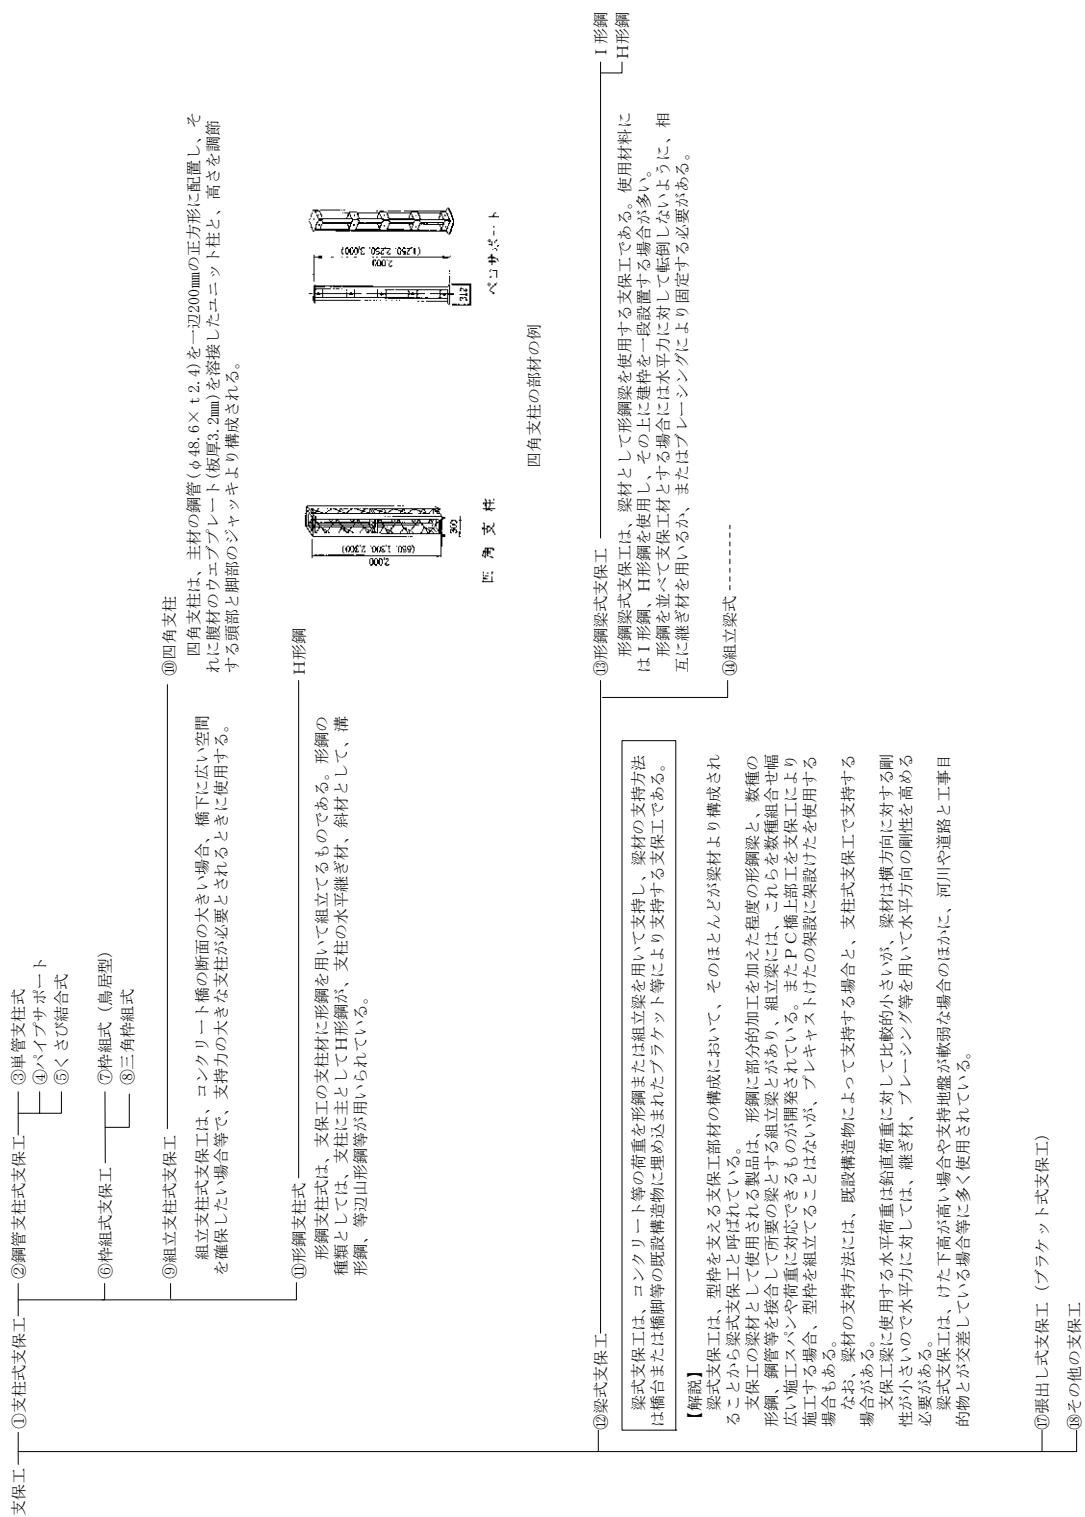 支保工
①支柱式支保工
②鋼管支柱式支保工
③単管支柱式
④パイプサポート
⑤くさび結合式
⑥枠組式支保工
⑦枠組式（鳥居型）
⑧三角枠組式
⑨組立支柱式支保工
⑩四角支柱
組立支柱式支保工は、コンクリート橋の断面の大きい場合、橋下に広い空間
を確保したい場合等で、支持力の大きな支柱が必要とされるときに使用する。
四角支柱は、主材の鋼管(φ48.6×ｔ2.4)を一辺200㎜の正方形に配置し、そ
れに腹材のウエブプレート(板厚3.2㎜)を溶接したユニット柱と、高さを調節
する頭部と脚部のジャッキより構成される。
⑪形鋼支柱式
H形鋼
形鋼支柱式は、支保工の支柱材に形鋼を用いて組立てるものである。形鋼の
種類としては、支柱に主としてH形鋼が、支柱の水平継ぎ材、斜材として、溝
形鋼、等辺山形鋼等が用いられている。
2,000
300
四角支柱
2,000
(1,250, 2,250, 3,000)
ペコサポート
四角支柱の部材の例
⑫梁式支保工
梁式支保工は、コンクリート等の荷重を形鋼または組立梁を用いて支持し、梁材の支持方法
は橋台または橋脚等の既設構造物に埋め込まれたブラケット等により支持する支保工である。
【解説】
梁式支保工は、型枠を支える支保工部材の構成において、そのほとんどが梁材より構成され
ることから梁式支保工と呼ばれている。
支保工の梁材として使用される製品は、形鋼に部分的加工を加えた程度の形鋼梁と、数種の
形鋼、鋼管等を接合して所要の梁とする組立梁とがあり、組立梁には、これらを数種組合せ幅
広い施工スパンや荷重に対応できるものが開発されている。またＰＣ橋上部工を支保工により
施工する場合、型枠を組立てることはないが、プレキャストけたの架設に架設けたを使用する
場合もある。
なお、梁材の支持方法には、既設構造物によって支持する場合と、支柱式支保工で支持する
場合がある。
支保工梁に使用する水平荷重は鉛直荷重に対して比較的小さいが、梁材は横方向に対する剛
性が小さいので水平力に対しては、継ぎ材、ブレーシング等を用いて水平方向の剛性を高める
必要がある。
梁式支保工は、けた下高が高い場合や支持地盤が軟弱な場合のほかに、河川や道路と工事目
的物とが交差している場合等に多く使用されている。
⑬形鋼梁式支保工
Ｉ形鋼
H形鋼
形鋼梁式支保工は、梁材として形鋼梁を使用する支保工である。使用材料に
はＩ形鋼、H形鋼を使用し、その上に建枠を一段設置する場合が多い。
形鋼を並べて支保工材とする場合には水平力に対して転倒しないように、相
互に継ぎ材を用いるか、またはブレーシングにより固定する必要がある。
⑭組立梁式
⑰張出し式支保工（ブラケット式支保工）
⑱その他の支保工